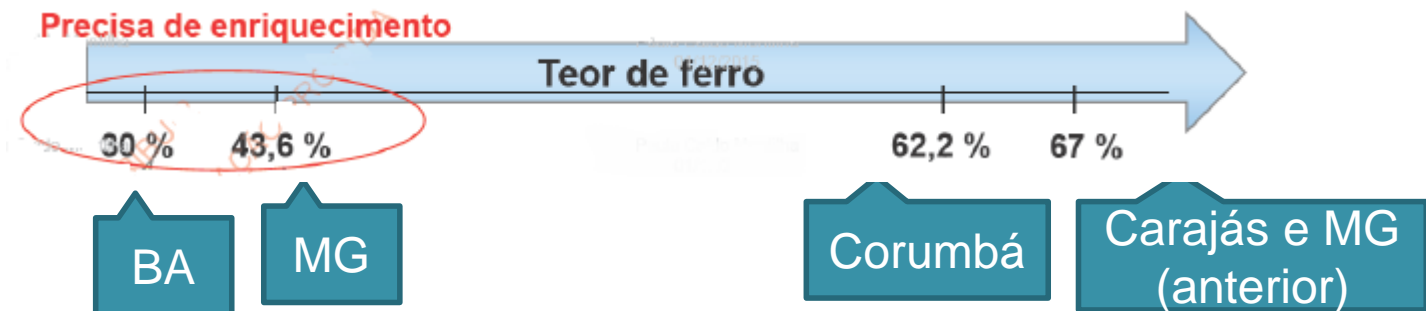 Precisa de enriquecimento
Teor de ferro
30 % 43,6 % 62,2 % 67 %
BA MG Corumbá Carajás e MG
(anterior)